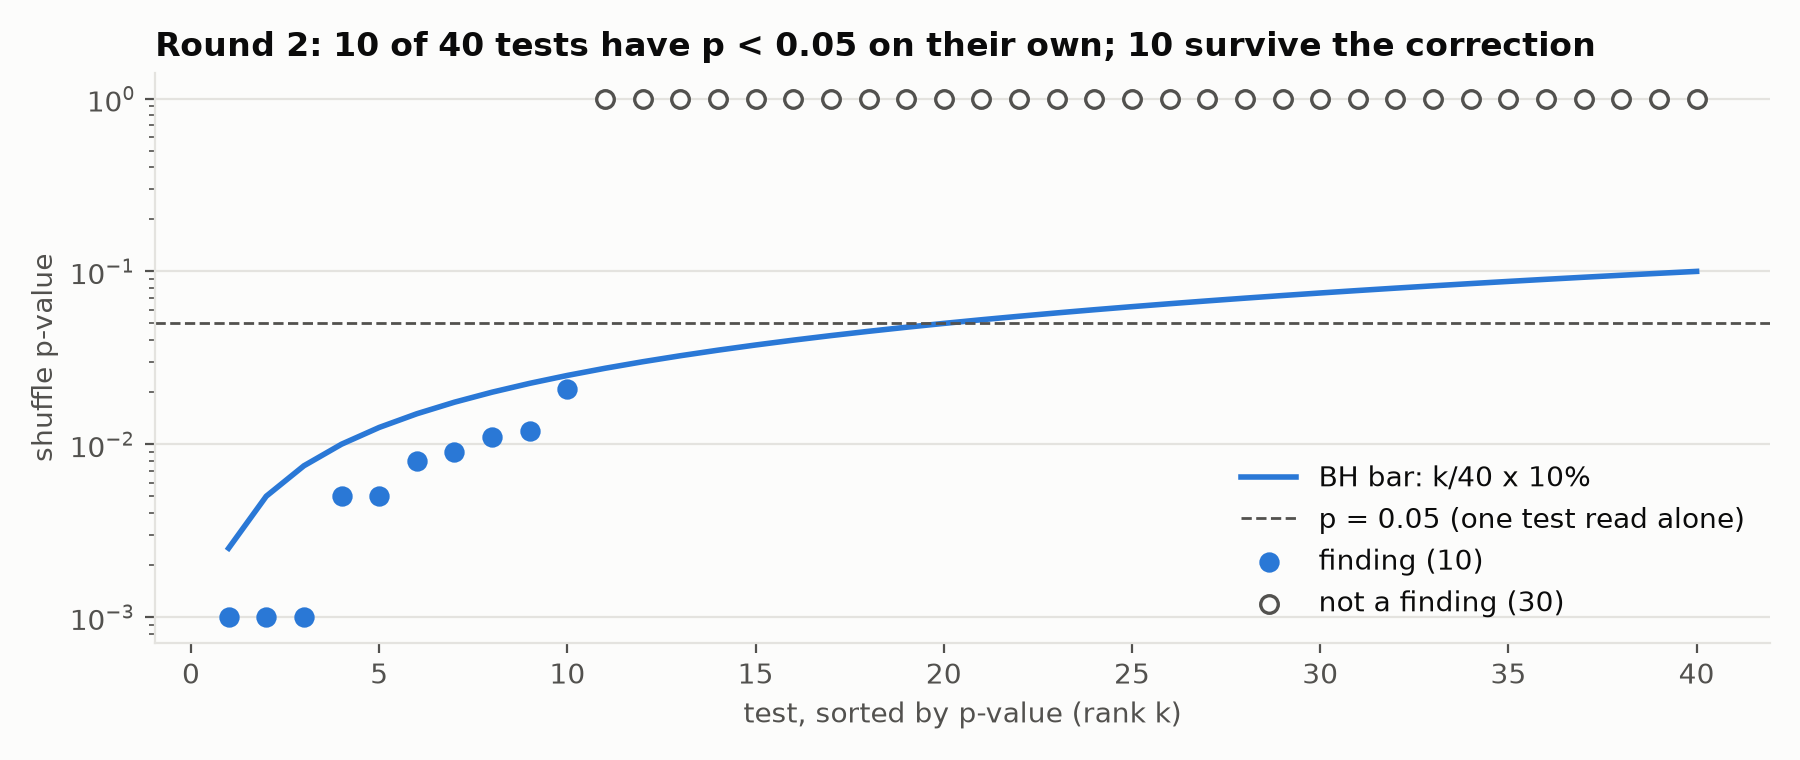 Round 2: 10 of 40 tests have p < 0.05 on their own; 10 survive the correction
shuffle p-value
10⁰
10⁻¹
10⁻²
10⁻³
BH bar: k/40 x 10%
p = 0.05 (one test read alone)
finding (10)
not a finding (30)
0 5 10 15 20 25 30 35 40
test, sorted by p-value (rank k)